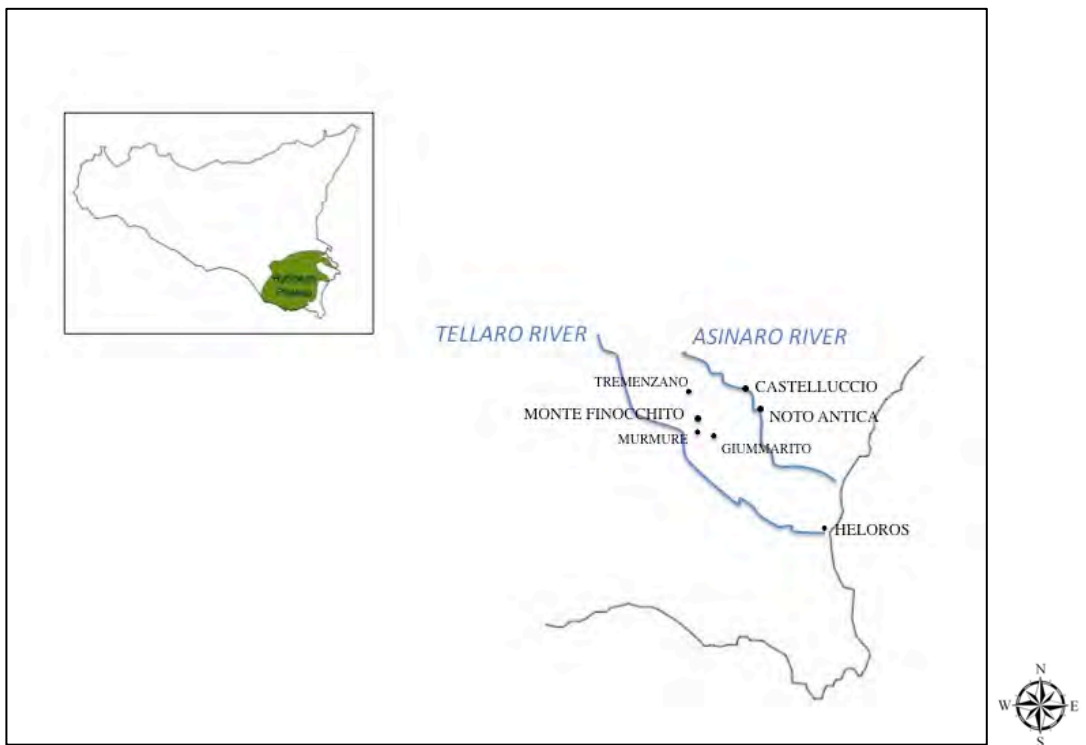 TELLARO RIVER
ASINARO RIVER
TREMENZANO
CASTELLUCCIO
MONTE FINOCCHITO
NOTO ANTICA
MURMURE
GIUMMARITO
HELOROS
N
W
E
S